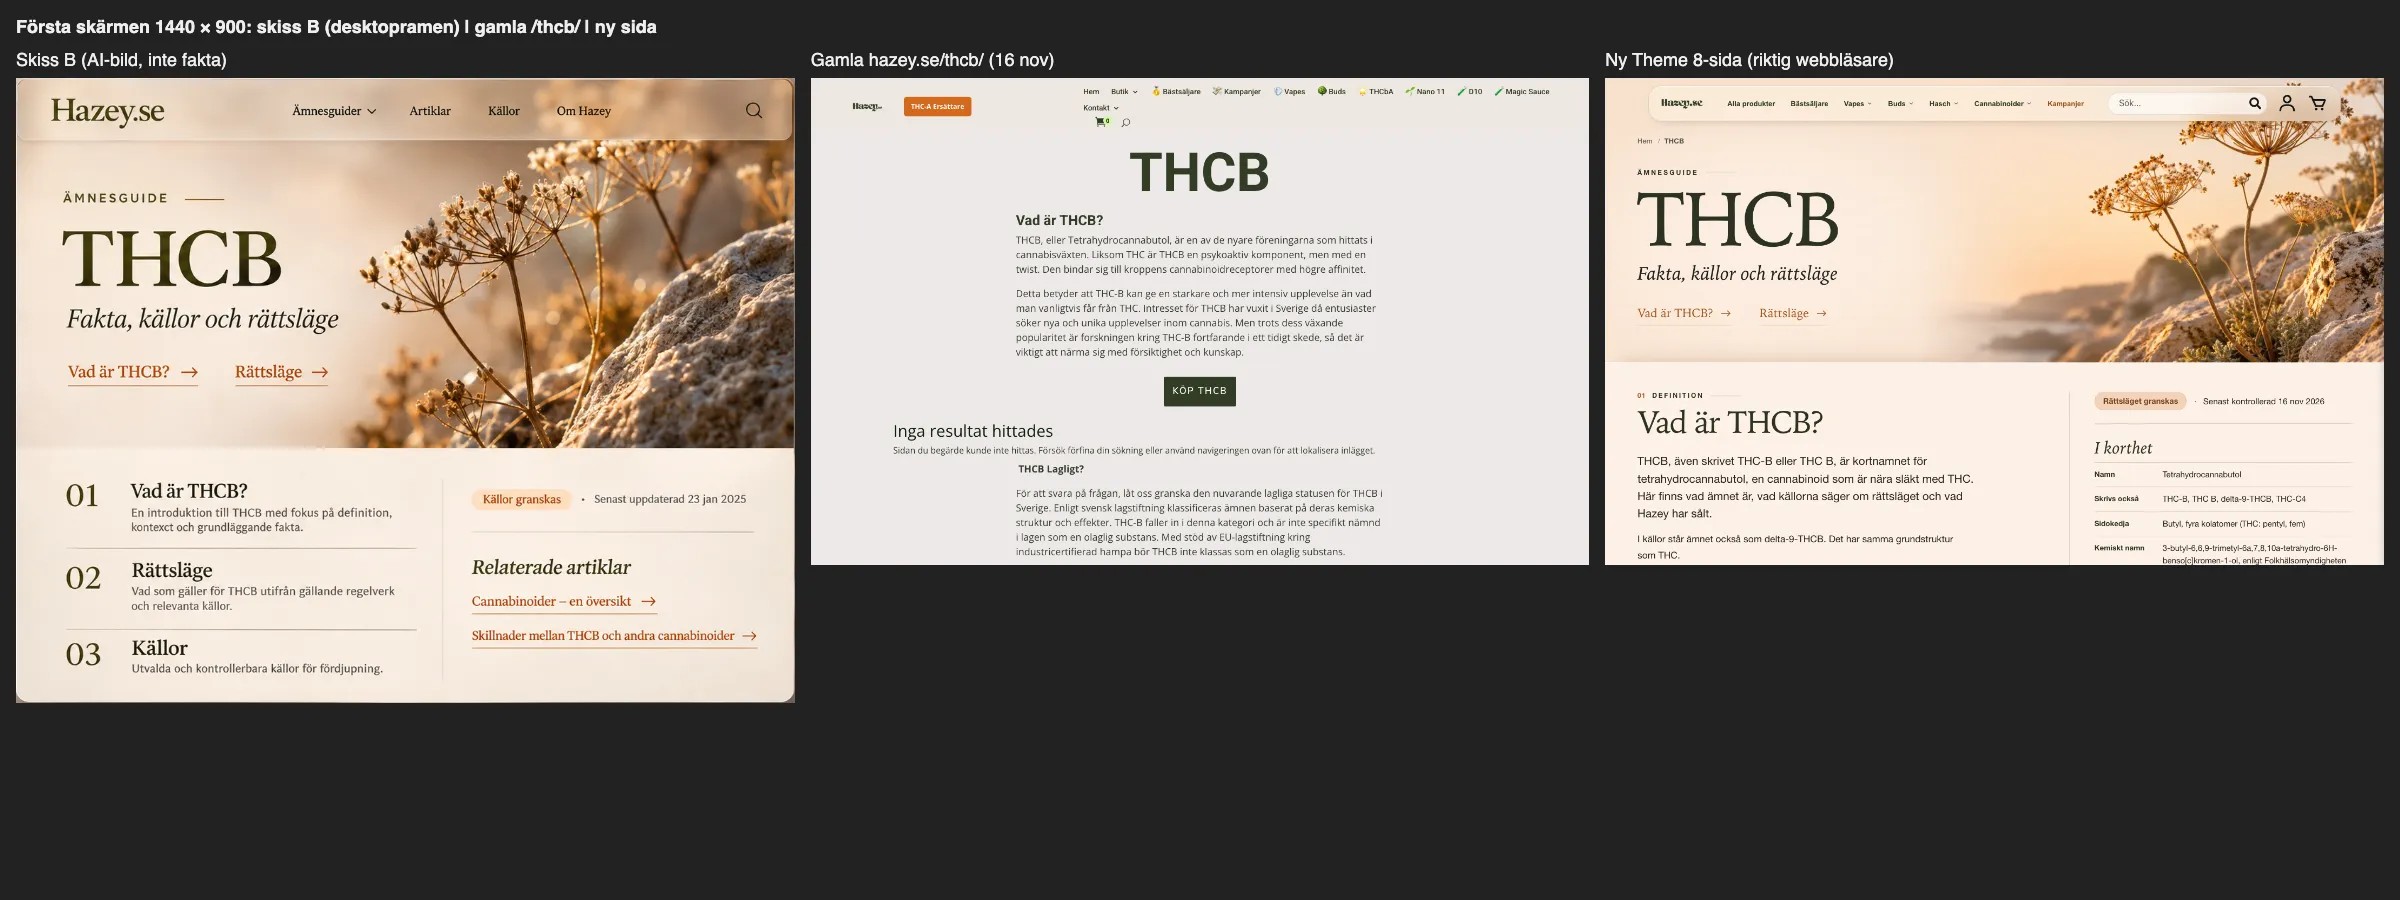 Första skärmen 1440 × 900: skiss B (desktopramen) | gamla /thcb/ | ny sida
Skiss B (AI-bild, inte fakta)
Hazey.se
Ämnesguider
Artiklar
Källor
Om Hazey
ÄMNESGUIDE
THCB
Fakta, källor och rättsläge
Vad är THCB? →
Rättsläge →
01
Vad är THCB?
En introduktion till THCB med fokus på definition,
kontexct och grundläggande fakta.
02
Rättsläge
Vad som gäller för THCB utifrån gällande regelverk
och relevanta källor.
03
Källor
Utvalda och kontrollerbara källor för fördjupning.
Källor granskas • Senast uppdaterad 23 jan 2025
Relaterade artiklar
Cannabinoider – en översikt →
Skillnader mellan THCB och andra cannabinoider →
Gamla hazey.se/thcb/ (16 nov)
Hazey.se
THC-A Ersättare
Hem Butik Bästsäljare Kampanjer Vapes Buds THCbA Nano 11 D10 Magic Sauce
Kontakt
0
THCB
Vad är THCB?
THCB, eller Tetrahydrocannabutol, är en av de nyare föreningarna som hittats i
cannabisväxten. Liksom THC är THCB en psykoaktiv komponent, men med en
twist. Den bindar sig till kroppens cannabinoidreceptorer med högre affinitet.
Detta betyder att THC-B kan ge en starkare och mer intensiv upplevelse än vad
man vanligtvis får från THC. Intresset för THCB har vuxit i Sverige då entusiaster
söker nya och unika upplevelser inom cannabis. Men trots dess växande
popularitet är forskningen kring THC-B fortfarande i ett tidigt skede, så det är
viktigt att närma sig med försiktighet och kunskap.
KÖP THCB
Inga resultat hittades
Sidan du begärde kunde inte hittas. Försök förfina din sökning eller använd navigeringen ovan för att lokalisera inlägget.
THCB Lagligt?
För att svara på frågan, låt oss granska den nuvarande lagliga statusen för THCB i
Sverige. Enligt svensk lagstiftning klassificeras ämnen baserat på deras kemiska
struktur och effekter. THC-B faller in i denna kategori och är inte specifikt nämnd
i lagen som en olaglig substans. Med stöd av EU-lagstiftning kring
industricertifierad hampa bör THCB inte klassas som en olaglig substans.
Ny Theme 8-sida (riktig webbläsare)
Hazey.se
Alla produkter Bästsäljare Vapes Buds Hasch Cannabinoider Kampanjer
Sök...
Hem / THCB
ÄMNESGUIDE
THCB
Fakta, källor och rättsläge
Vad är THCB? →
Rättsläge →
01 DEFINITION
Vad är THCB?
THCB, även skrivet THC-B eller THC B, är kortnamnet för
tetrahydrocannabutol, en cannabinoid som är nära släkt med THC.
Här finns vad ämnet är, vad källorna säger om rättsläget och vad
Hazey har sålt.
I källor står ämnet också som delta-9-THCB. Det har samma grundstruktur
som THC.
Rättsläget granskas · Senast kontrollerad 16 nov 2026
I korthet
Namn Tetrahydrocannabutol
Skrivs också THC-B, THC B, delta-9-THCB, THC-C4
Sidokedja Butyl, fyra kolatomer (THC: pentyl, fem)
Kemiskt namn 3-butyl-6,6,9-trimetyl-6a,7,8,10a-tetrahydro-6H-
benso[c]kromen-1-ol, enligt Folkhälsomyndigheten